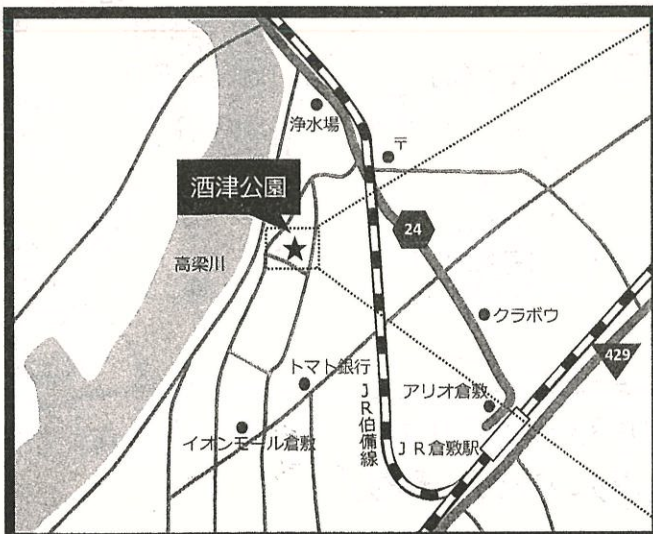 浄水場
〒
酒津公園
24
高梁川
クラボウ
429
トマト銀行
アリオ倉敷
JR伯備線
イオンモール倉敷
JR倉敷駅